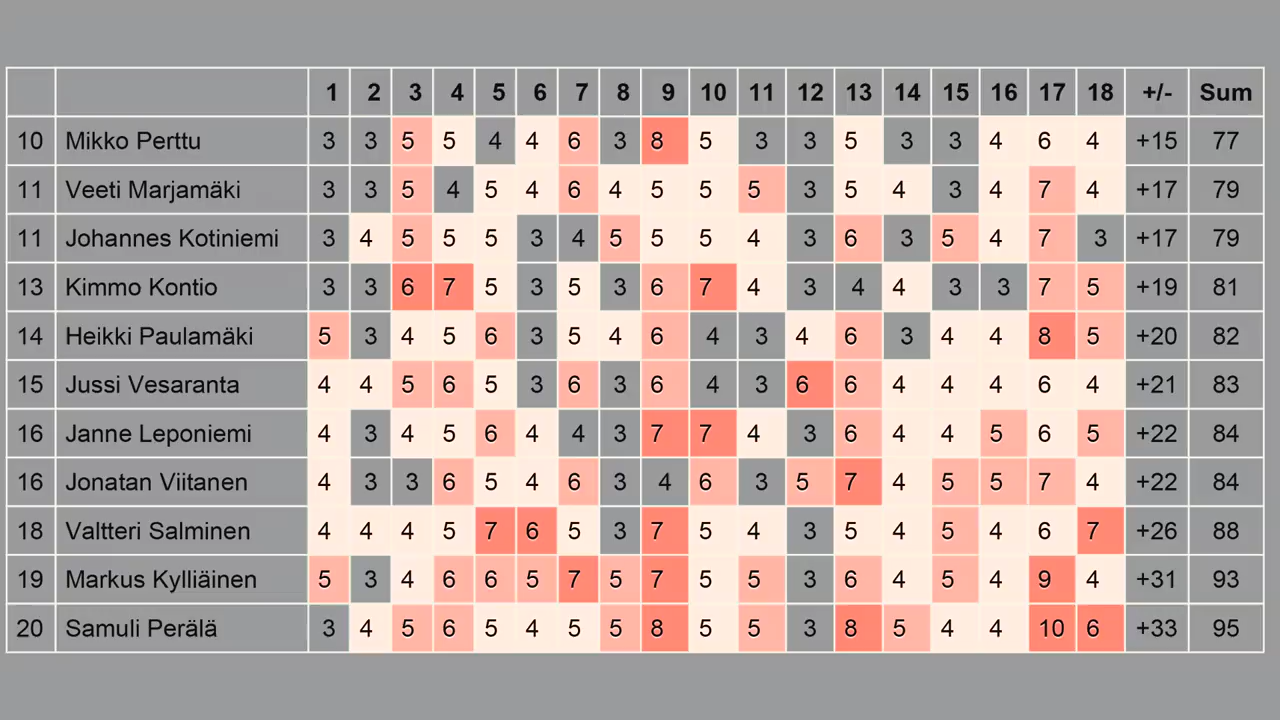 1 2 3 4 5 6 7 8 9 10 11 12 13 14 15 16 17 18 +/- Sum
10 Mikko Perttu 3 3 5 5 4 4 6 3 8 5 3 3 5 3 3 4 6 4 +15 77
11 Veeti Marjamäki 3 3 5 4 5 4 6 4 5 5 5 3 5 4 3 4 7 4 +17 79
11 Johannes Kotiniemi 3 4 5 5 5 3 4 5 5 5 4 3 6 3 5 4 7 3 +17 79
13 Kimmo Kontio 3 3 6 7 5 3 5 3 6 7 4 3 4 4 3 3 7 5 +19 81
14 Heikki Paulamäki 5 3 4 5 6 3 5 4 6 4 3 4 6 3 4 4 8 5 +20 82
15 Jussi Vesaranta 4 4 5 6 5 3 6 3 6 4 3 6 6 4 4 4 6 4 +21 83
16 Janne Leponiemi 4 3 4 5 6 4 4 3 7 7 4 3 6 4 4 5 6 5 +22 84
16 Jonatan Viitanen 4 3 3 6 5 4 6 3 4 6 3 5 7 4 5 5 7 4 +22 84
18 Valtteri Salminen 4 4 4 5 7 6 5 3 7 5 4 3 5 4 5 4 6 7 +26 88
19 Markus Kylliäinen 5 3 4 6 6 5 7 5 7 5 5 3 6 4 5 4 9 4 +31 93
20 Samuli Perälä 3 4 5 6 5 4 5 5 8 5 5 3 8 5 4 4 10 6 +33 95